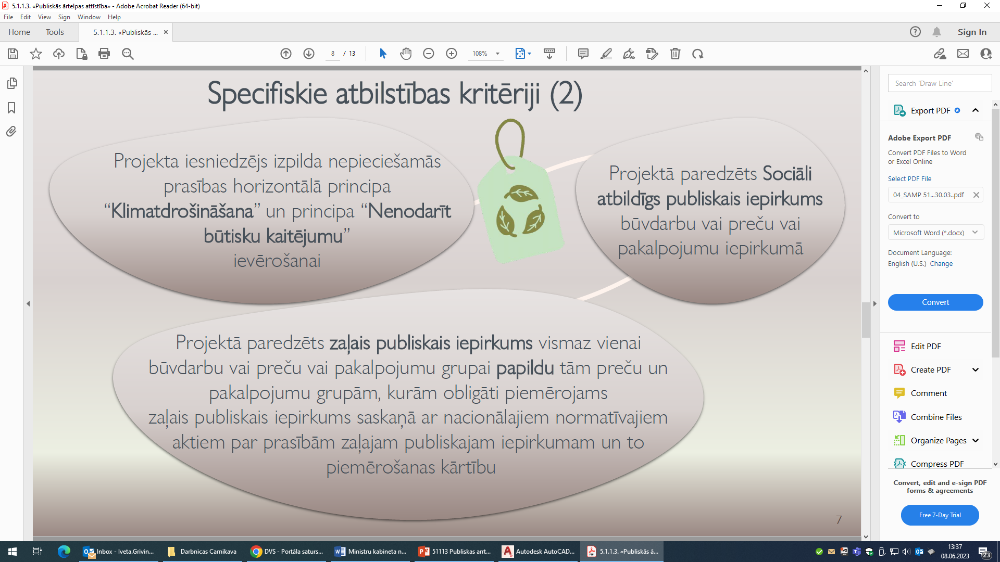 5.1.1.3. «Publiskās ārtelpas attīstība» - Adobe Acrobat Reader (64-bit)
File Edit View Sign Window Help
Home Tools 5.1.1.3. «Publiskās ... × Sign In
8 / 13 108%
Specifiskie atbilstības kritēriji (2)
Projekta iesniedzējs izpilda nepieciešamās
prasības horizontālā principa
“Klimatdrošināšana” un principa “Nenodarīt
būtisku kaitējumu”
ievērošanai
Projektā paredzēts Sociāli
atbildīgs publiskais iepirkums
būvdarbu vai preču vai
pakalpojumu iepirkumā
Projektā paredzēts zaļais publiskais iepirkums vismaz vienai
būvdarbu vai preču vai pakalpojumu grupai papildu tām preču un
pakalpojumu grupām, kurām obligāti piemērojams
zaļais publiskais iepirkums saskaņā ar nacionālajiem normatīvajiem
aktiem par prasībām zaļajam publiskajam iepirkumam un to
piemērošanas kārtību
7
Search 'Draw Line'
Export PDF
Adobe Export PDF
Convert PDF Files to Word
or Excel Online
Select PDF File
04_SAMP 51...30.03..pdf
Convert to
Microsoft Word (*.docx)
Document Language:
English (U.S.) Change
Convert
Edit PDF
Create PDF
Comment
Combine Files
Organize Pages
Compress PDF
Convert, edit and e-sign PDF
forms & agreements
Free 7-Day Trial
Inbox - Iveta.Grivin... Darbnicas Carnikava DVS - Portāla saturs... Ministru kabineta n... 51113 Publiskas arrt... Autodesk AutoCAD... 5.1.1.3. «Publiskās ā... 13:37
08.06.2023 23